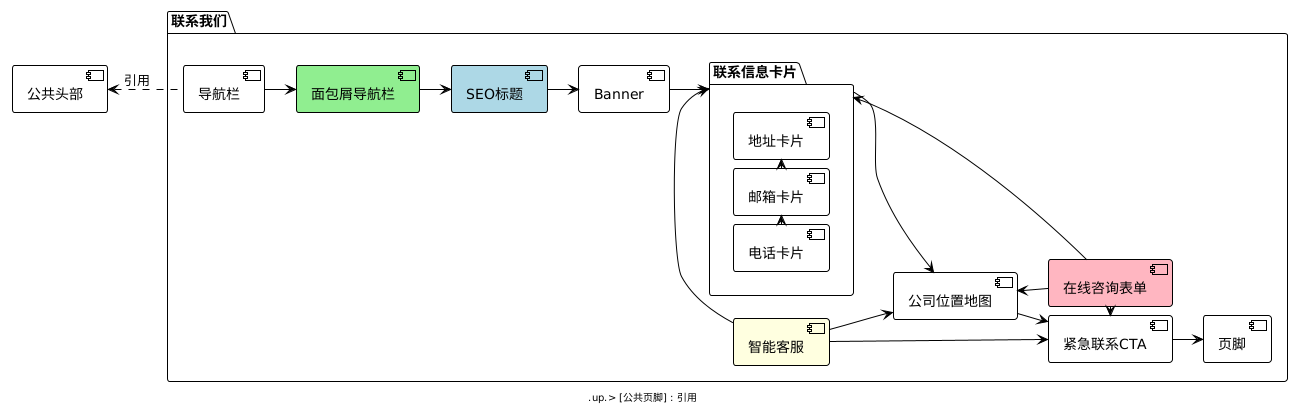 联系我们
公共头部
引用
导航栏
面包屑导航栏
SEO标题
Banner
联系信息卡片
地址卡片
邮箱卡片
电话卡片
公司位置地图
在线咨询表单
智能客服
紧急联系CTA
页脚
.up.> [公共页脚] : 引用